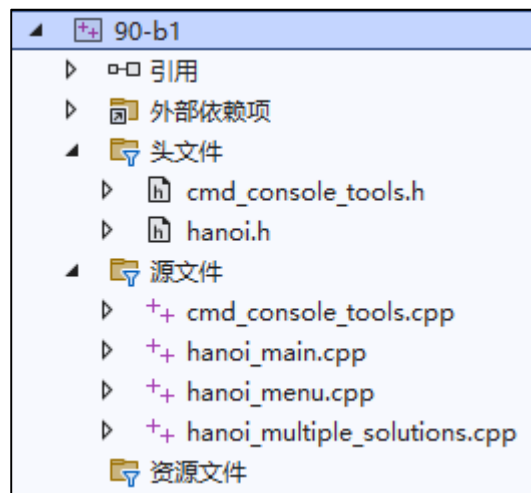 90-b1
引用
外部依赖项
头文件
cmd_console_tools.h
hanoi.h
源文件
cmd_console_tools.cpp
hanoi_main.cpp
hanoi_menu.cpp
hanoi_multiple_solutions.cpp
资源文件